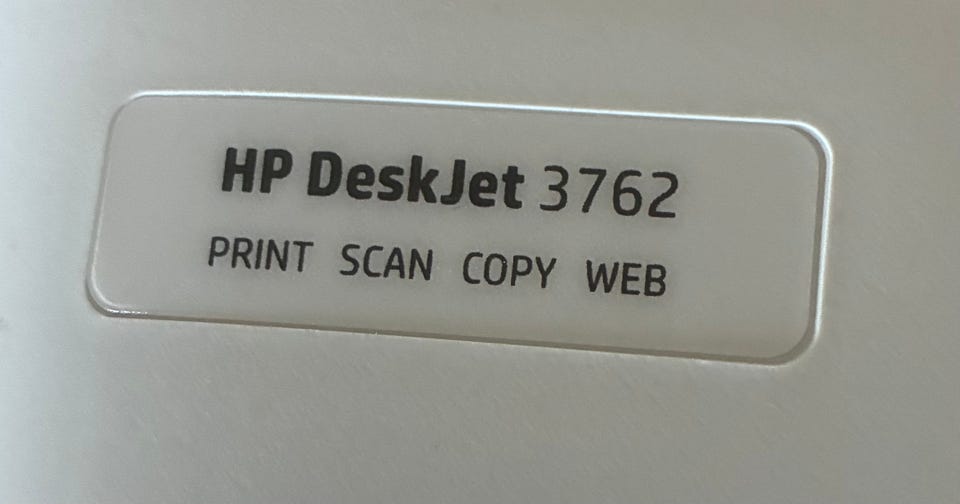 HP DeskJet 3762
PRINT SCAN COPY WEB